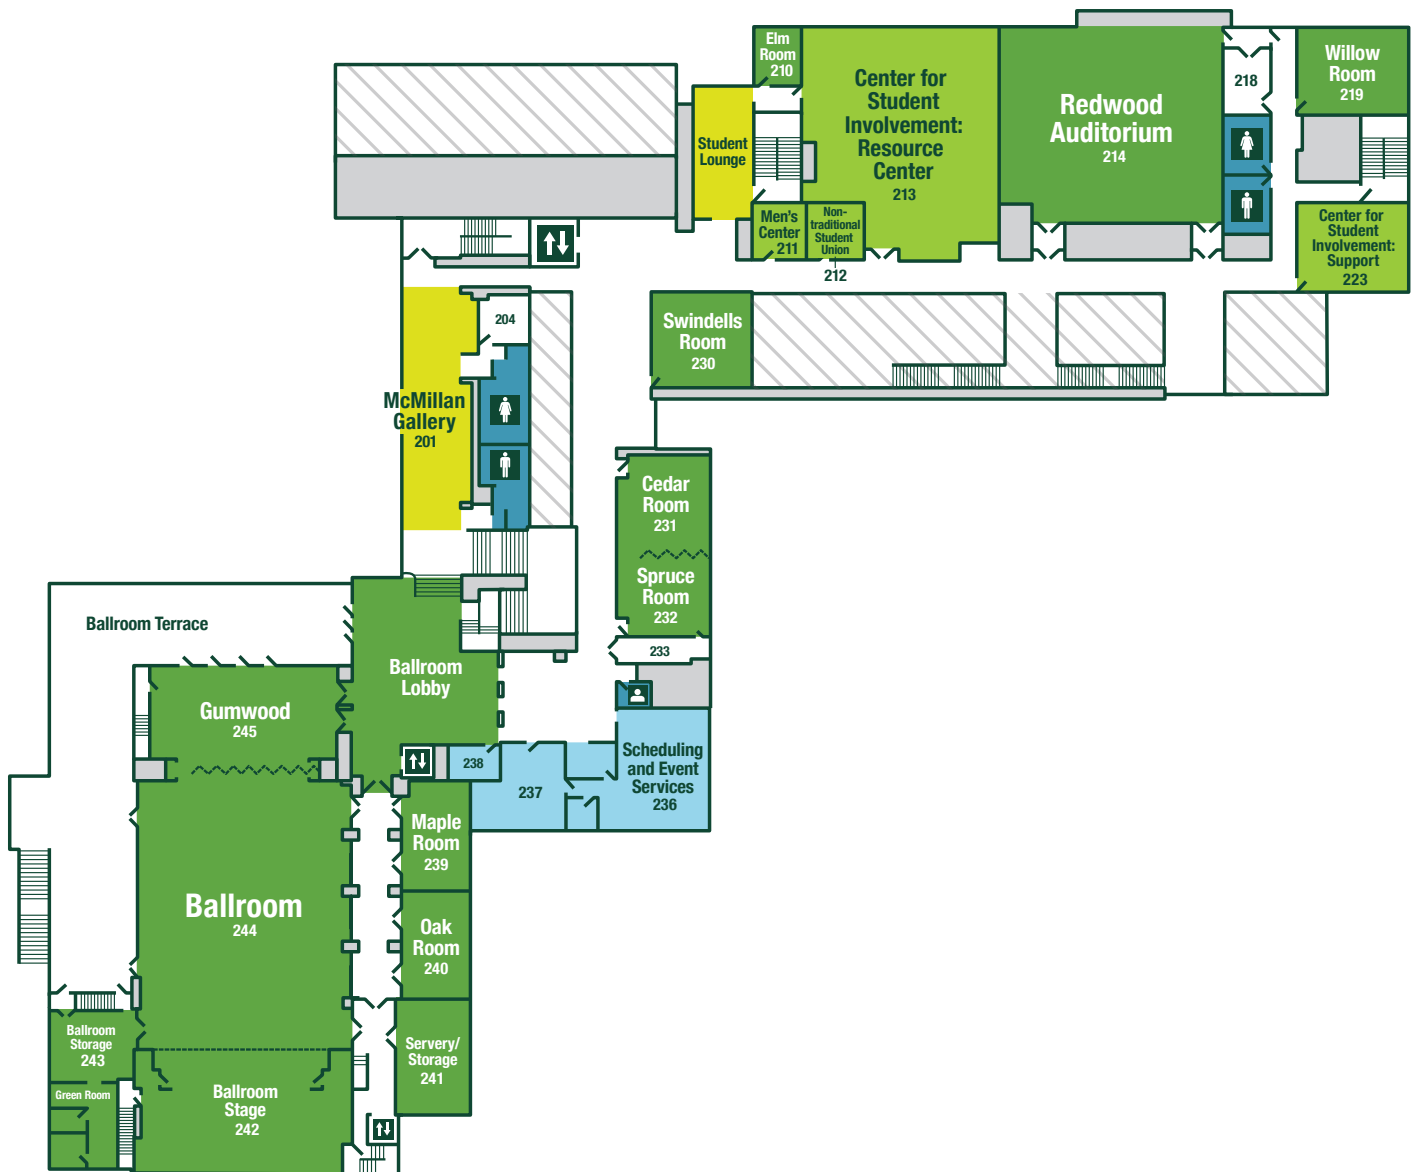 Elm
Room
210
Center for
Student
Involvement:
Resource
Center
213
Redwood
Auditorium
214
218
Willow
Room
219
Student
Lounge
Men's
Center
211
Non-
traditional
Student
Union
212
Center for
Student
Involvement:
Support
223
204
Swindells
Room
230
McMillan
Gallery
201
Cedar
Room
231
Spruce
Room
232
233
Ballroom Terrace
Ballroom
Lobby
Gumwood
245
238
237
Scheduling
and Event
Services
236
Maple
Room
239
Ballroom
244
Oak
Room
240
Ballroom
Storage
243
Servery/
Storage
241
Green Room
Ballroom
Stage
242